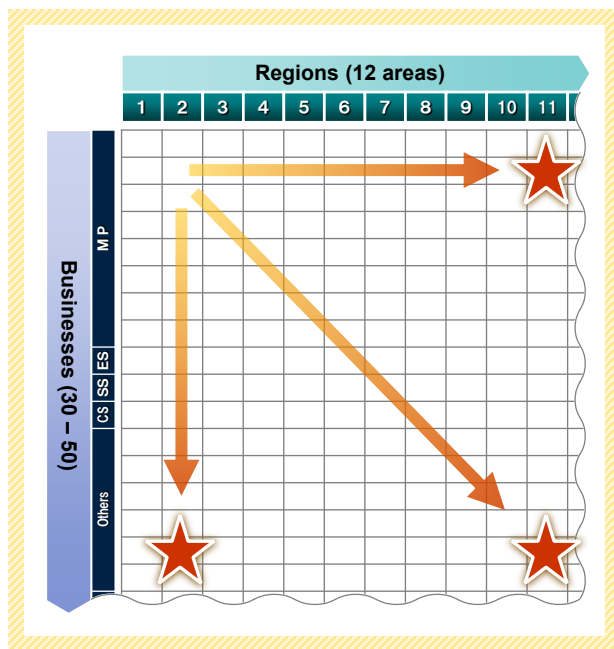 Regions (12 areas)
1 2 3 4 5 6 7 8 9 10 11
Businesses (30 – 50)
M P
ES
SS
CS
Others